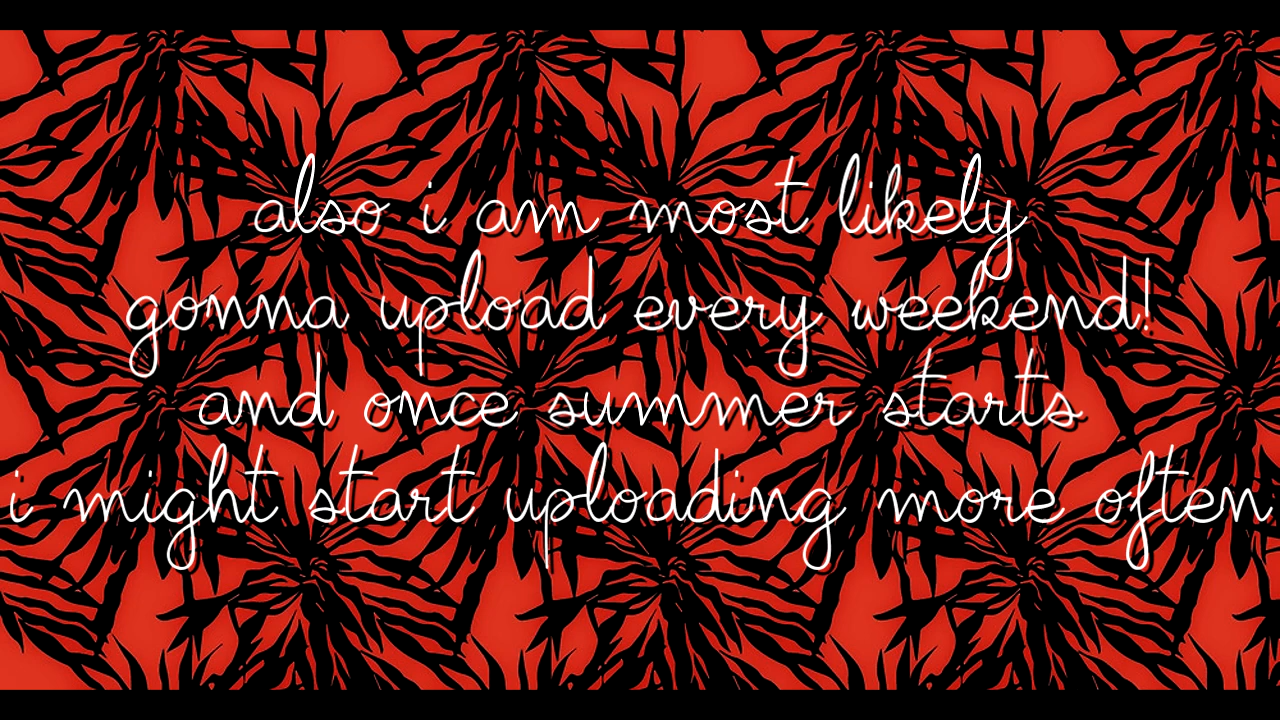 also i am most likely
gonna upload every weekend!
and once summer starts
i might start uploading more often